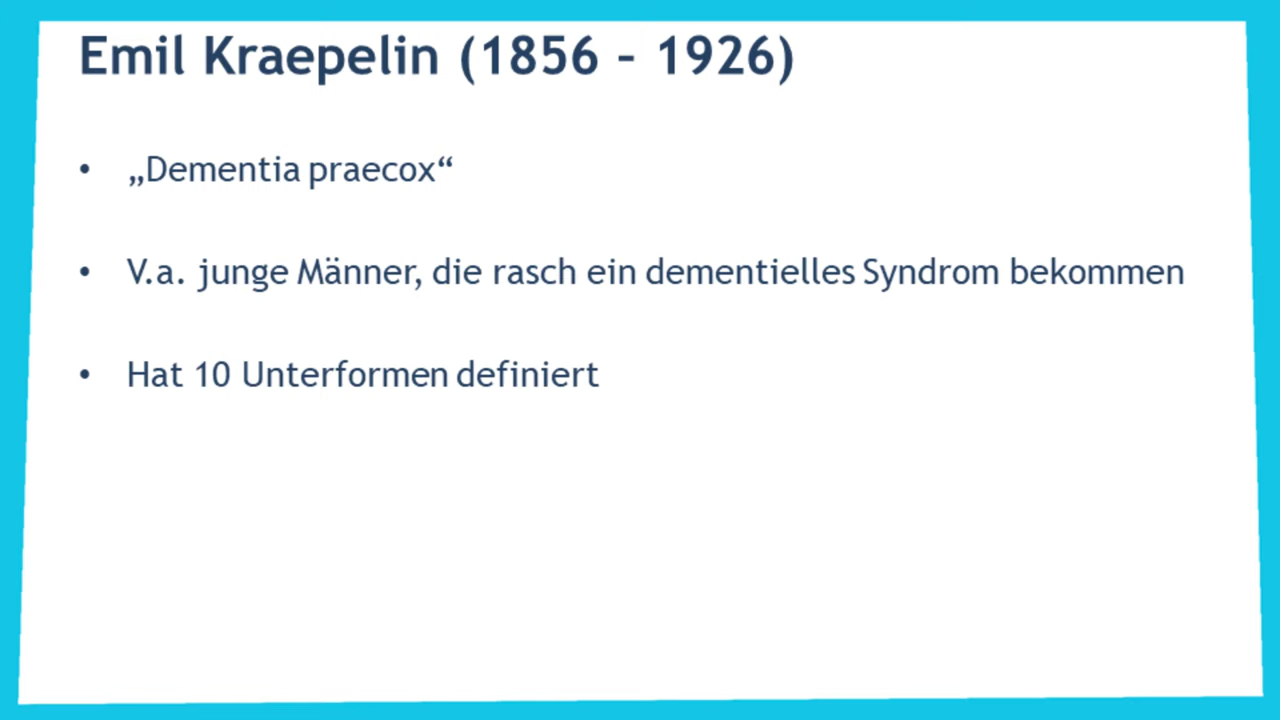 Emil Kraepelin (1856 – 1926)
• „Dementia praecox“
• V.a. junge Männer, die rasch ein dementielles Syndrom bekommen
• Hat 10 Unterformen definiert